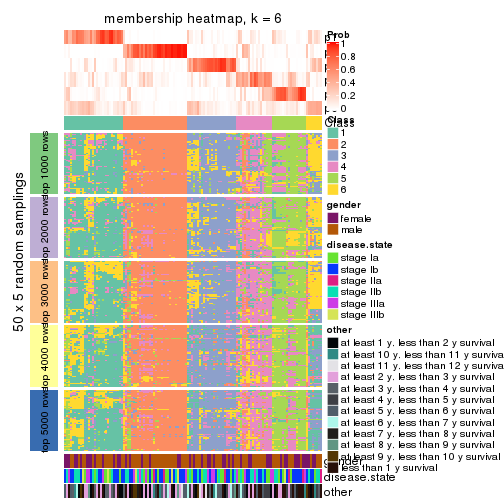 membership heatmap, k = 6
Prob
1
0.8
0.6
0.4
0.2
0
Class
Class
1
2
3
4
5
6
gender
female
male
disease.state
stage Ia
stage Ib
stage IIa
stage IIb
stage IIIa
stage IIIb
other
at least 1 y. less than 2 y survival
at least 10 y. less than 11 y surviva
at least 11 y. less than 12 y surviva
at least 2 y. less than 3 y survival
at least 3 y. less than 4 y survival
at least 4 y. less than 5 y survival
at least 5 y. less than 6 y survival
at least 6 y. less than 7 y survival
at least 7 y. less than 8 y survival
at least 8 y. less than 9 y survival
at least 9 y. less than 10 y survival
less than 1 y survival
50 x 5 random samplings
top 1000 rows
top 2000 rows
top 3000 rows
top 4000 rows
top 5000 rows
gender
disease.state
other